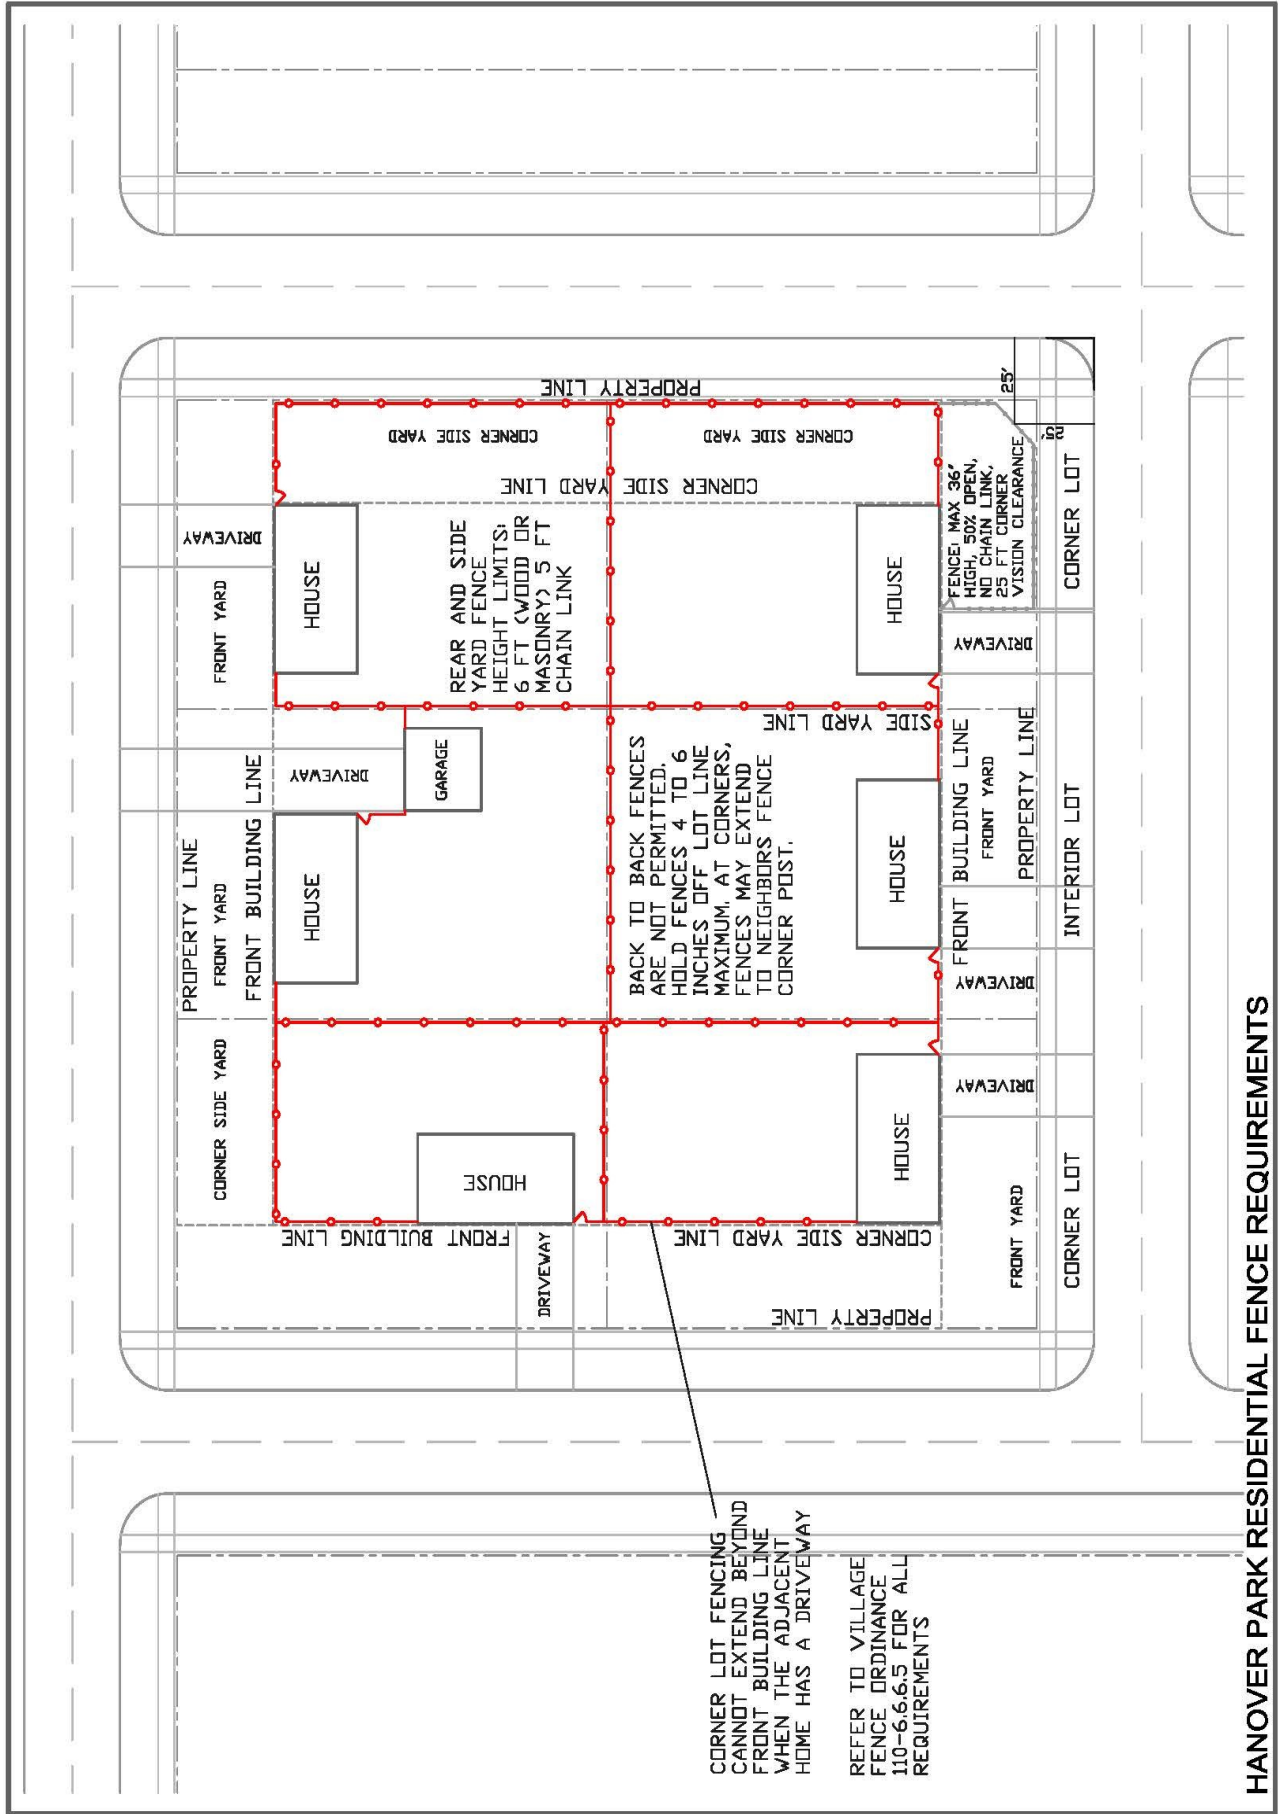 PROPERTY LINE
CORNER SIDE YARD
FRONT YARD
FRONT YARD
DRIVEWAY
FRONT BUILDING LINE
FRONT BUILDING LINE
HOUSE
DRIVEWAY
HOUSE
HOUSE
DRIVEWAY
GARAGE
CORNER SIDE YARD
CORNER SIDE YARD LINE
PROPERTY LINE
REAR AND SIDE
YARD FENCE
HEIGHT LIMITS:
6 FT (WOOD OR
MASONRY) 5 FT
CHAIN LINK
BACK TO BACK FENCES
ARE NOT PERMITTED.
HOLD FENCES 4 TO 6
INCHES OFF LOT LINE
MAXIMUM. AT CORNERS,
FENCES MAY EXTEND
TO NEIGHBORS FENCE
CORNER POST.
CORNER LOT FENCING
CANNOT EXTEND BEYOND
FRONT BUILDING LINE
WHEN THE ADJACENT
HOME HAS A DRIVEWAY
REFER TO VILLAGE
FENCE ORDINANCE
110-6.6.6.5 FOR ALL
REQUIREMENTS
PROPERTY LINE
CORNER SIDE YARD LINE
SIDE YARD LINE
CORNER SIDE YARD
HOUSE
HOUSE
HOUSE
DRIVEWAY
DRIVEWAY
FRONT BUILDING LINE
FRONT YARD
PROPERTY LINE
DRIVEWAY
FENCE: MAX 36"
HIGH, 50% OPEN,
NO CHAIN LINK,
25 FT CORNER
VISION CLEARANCE
25'
25'
FRONT YARD
CORNER LOT
INTERIOR LOT
CORNER LOT
HANOVER PARK RESIDENTIAL FENCE REQUIREMENTS